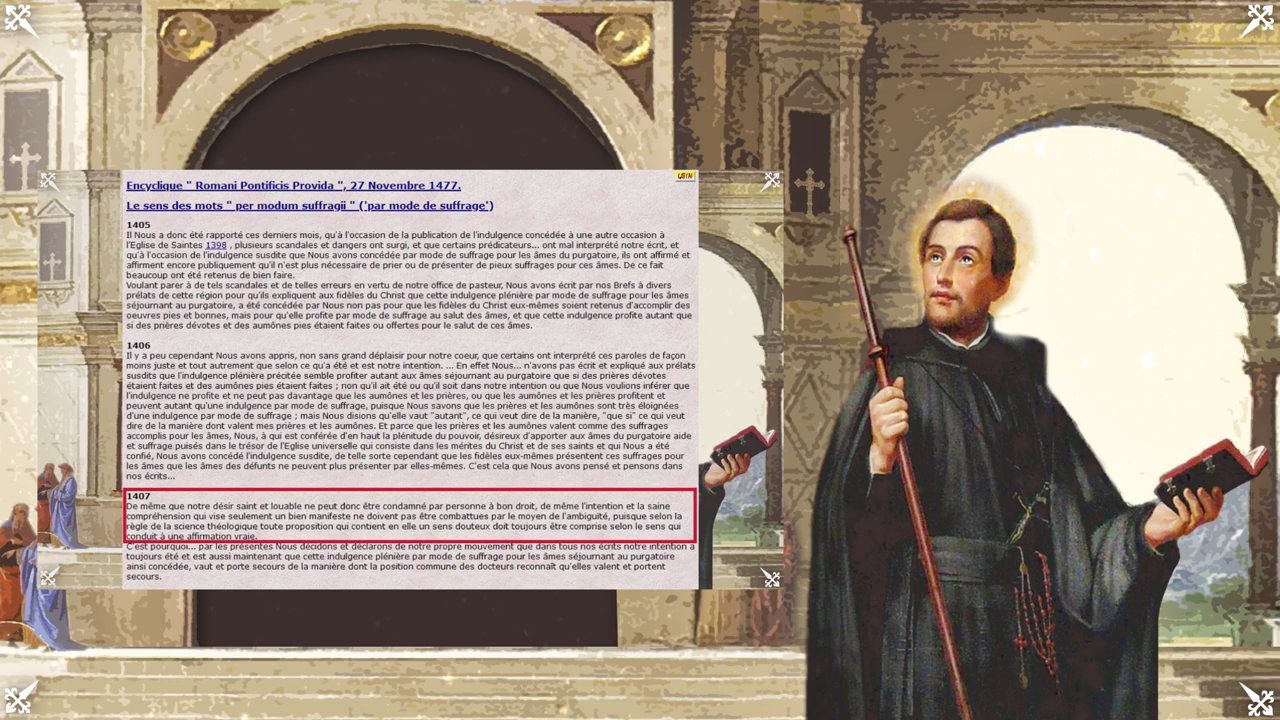 Encyclique " Romani Pontificis Provida ", 27 Novembre 1477.
Le sens des mots " per modum suffragii " ('par mode de suffrage')
1405
Il Nous a donc été rapporté ces derniers mois, qu'à l'occasion de la publication de l'indulgence concédée à une autre occasion à
l'Eglise de Saintes 1398 , plusieurs scandales et dangers ont surgi, et que certains prédicateurs... ont mal interprété notre écrit, et
qu'à l'occasion de l'indulgence susdite que Nous avons concédée par mode de suffrage pour les âmes du purgatoire, ils ont affirmé et
affirment encore publiquement qu'il n'est plus nécessaire de prier ou de présenter de pieux suffrages pour ces âmes. De ce fait
beaucoup ont été retenus de bien faire.
Voulant parer à de tels scandales et de telles erreurs en vertu de notre office de pasteur, Nous avons écrit par nos Brefs à divers
prélats de cette région pour qu'ils expliquent aux fidèles du Christ que cette indulgence plénière par mode de suffrage pour les âmes
séjournant au purgatoire, a été concédée par Nous non pas pour que les fidèles du Christ eux-mêmes soient retenus d'accomplir des
oeuvres pies et bonnes, mais pour qu'elle profite par mode de suffrage au salut des âmes, et que cette indulgence profite autant que
si des prières dévotes et des aumônes pies étaient faites ou offertes pour le salut de ces âmes.
1406
Il y a peu cependant Nous avons appris, non sans grand déplaisir pour notre coeur, que certains ont interprété ces paroles de façon
moins juste et tout autrement que selon ce qu'a été et est notre intention. ... En effet Nous... n'avons pas écrit et expliqué aux prélats
susdits que l'indulgence plénière précitée semble profiter autant aux âmes séjournant au purgatoire que si des prières dévotes
étaient faites et des aumônes pies étaient faites ; non qu'il ait été ou qu'il soit dans notre intention ou que Nous voulions inférer que
l'indulgence ne profite et ne peut pas davantage que les aumônes et les prières, ou que les aumônes et les prières profitent et
peuvent autant qu'une indulgence par mode de suffrage, puisque Nous savons que les prières et les aumônes sont très éloignées
d'une indulgence par mode de suffrage ; mais Nous disions qu'elle vaut "autant", ce qui veut dire de la manière, "que si" ce qui veut
dire de la manière dont valent mes prières et les aumônes. Et parce que les prières et les aumônes valent comme des suffrages
accomplis pour les âmes, Nous, à qui est conférée d'en haut la plénitude du pouvoir, désireux d'apporter aux âmes du purgatoire aide
et suffrage puisés dans le trésor de l'Eglise universelle qui consiste dans les mérites du Christ et de ses saints et qui Nous a été
confié, Nous avons concédé l'indulgence susdite, de telle sorte cependant que les fidèles eux-mêmes présentent ces suffrages pour
les âmes que les âmes des défunts ne peuvent plus présenter par elles-mêmes. C'est cela que Nous avons pensé et pensons dans
nos écrits...
1407
De même que notre désir saint et louable ne peut donc être condamné par personne à bon droit, de même l'intention et la saine
compréhension qui vise seulement un bien manifeste ne doivent pas être combattues par le moyen de l'ambiguité, puisque selon la
règle de la science théologique toute proposition qui contient en elle un sens douteux doit toujours être comprise selon le sens qui
conduit à une affirmation vraie.
C'est pourquoi... par les présentes Nous décidons et déclarons de notre propre mouvement que dans tous nos écrits notre intention a
toujours été et est aussi maintenant que cette indulgence plénière par mode de suffrage pour les âmes séjournant au purgatoire
ainsi concédée, vaut et porte secours de la manière dont la position commune des docteurs reconnaît qu'elles valent et portent
secours.